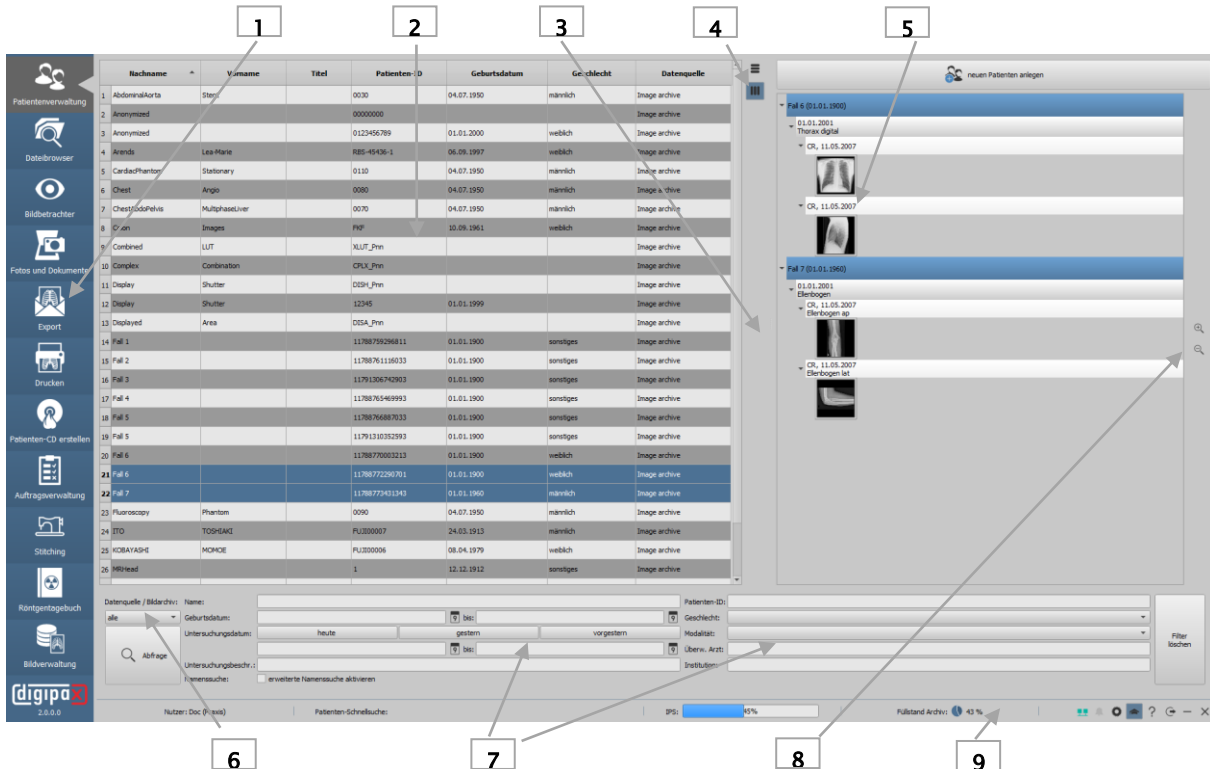 1 2 3 4 5
Patientenverwaltung
Dateibrowser
Bildbetrachter
Fotos und Dokumente
Export
Drucken
Patienten-CD erstellen
Auftragsverwaltung
Stitching
Röntgentagebuch
Bildverwaltung
digipax
2.0.0.0
Nachname Vorname Titel Patienten-ID Geburtsdatum Geschlecht Datenquelle
1 AbdominalAorta 0030 04.07.1950 männlich Image archive
2 Anonymized 00000000 Image archive
3 Anonymized 0123456789 01.01.2000 weiblich Image archive
4 Arends Lea-Marie RBS-45436-1 06.09.1997 weiblich Image archive
5 CardiacPhantom Stationary 0110 04.07.1950 männlich Image archive
6 Chest Angio 0080 04.07.1950 männlich Image archive
7 ChestAbdoPelvis MultiphaseLiver 0070 04.07.1950 männlich Image archive
8 Images FKF 10.09.1961 weiblich Image archive
9 Combined LUT XLUT_Pnn Image archive
10 Complex Combination CPLX_Pnn Image archive
11 Display Shutter DISH_Pnn Image archive
12 Display Shutter 12345 01.01.1999 Image archive
13 Displayed Area DISA_Pnn Image archive
14 Fall 1 11788759296811 01.01.1900 sonstiges Image archive
15 Fall 2 11788761116033 01.01.1900 sonstiges Image archive
16 Fall 3 11791306742903 01.01.1900 sonstiges Image archive
17 Fall 4 11788765469993 01.01.1900 sonstiges Image archive
18 Fall 5 11788766887033 01.01.1900 sonstiges Image archive
19 Fall 5 11791310352593 01.01.1900 sonstiges Image archive
20 Fall 6 11788770003213 01.01.1900 weiblich Image archive
21 Fall 6 11788772290701 01.01.1900 weiblich Image archive
22 Fall 7 11788773431343 01.01.1960 männlich Image archive
23 Fluoroscopy Phantom 0090 04.07.1950 männlich Image archive
24 ITO TOSHIAKI FUJI00007 24.03.1913 männlich Image archive
25 KOBAYASHI MOMOE FUJI00006 08.04.1979 weiblich Image archive
26 MRHead 1 12.12.1912 sonstiges Image archive
neuen Patienten anlegen
Fall 6 (01.01.1900)
01.01.2001
Thorax digital
CR, 11.05.2007
CR, 11.05.2007
Fall 7 (01.01.1960)
01.01.2001
Ellenbogen
CR, 11.05.2007
Ellenbogen ap
CR, 11.05.2007
Ellenbogen lat
Datenquelle / Bildarchiv: Name: Patienten-ID:
alle Geburtsdatum: 9 bis: 9 Geschlecht:
Untersuchungsdatum: heute gestern vorgestern Modalität:
Abfrage 9 bis: 9 Überw. Arzt:
Untersuchungsbeschr.: Institution:
Namenssuche: erweiterte Namenssuche aktivieren
Filter
löschen
Nutzer: Doc (Praxis) Patienten-Schnellsuche: IPS: 45% Füllstand Archiv: 43 % ?
6 7 8 9